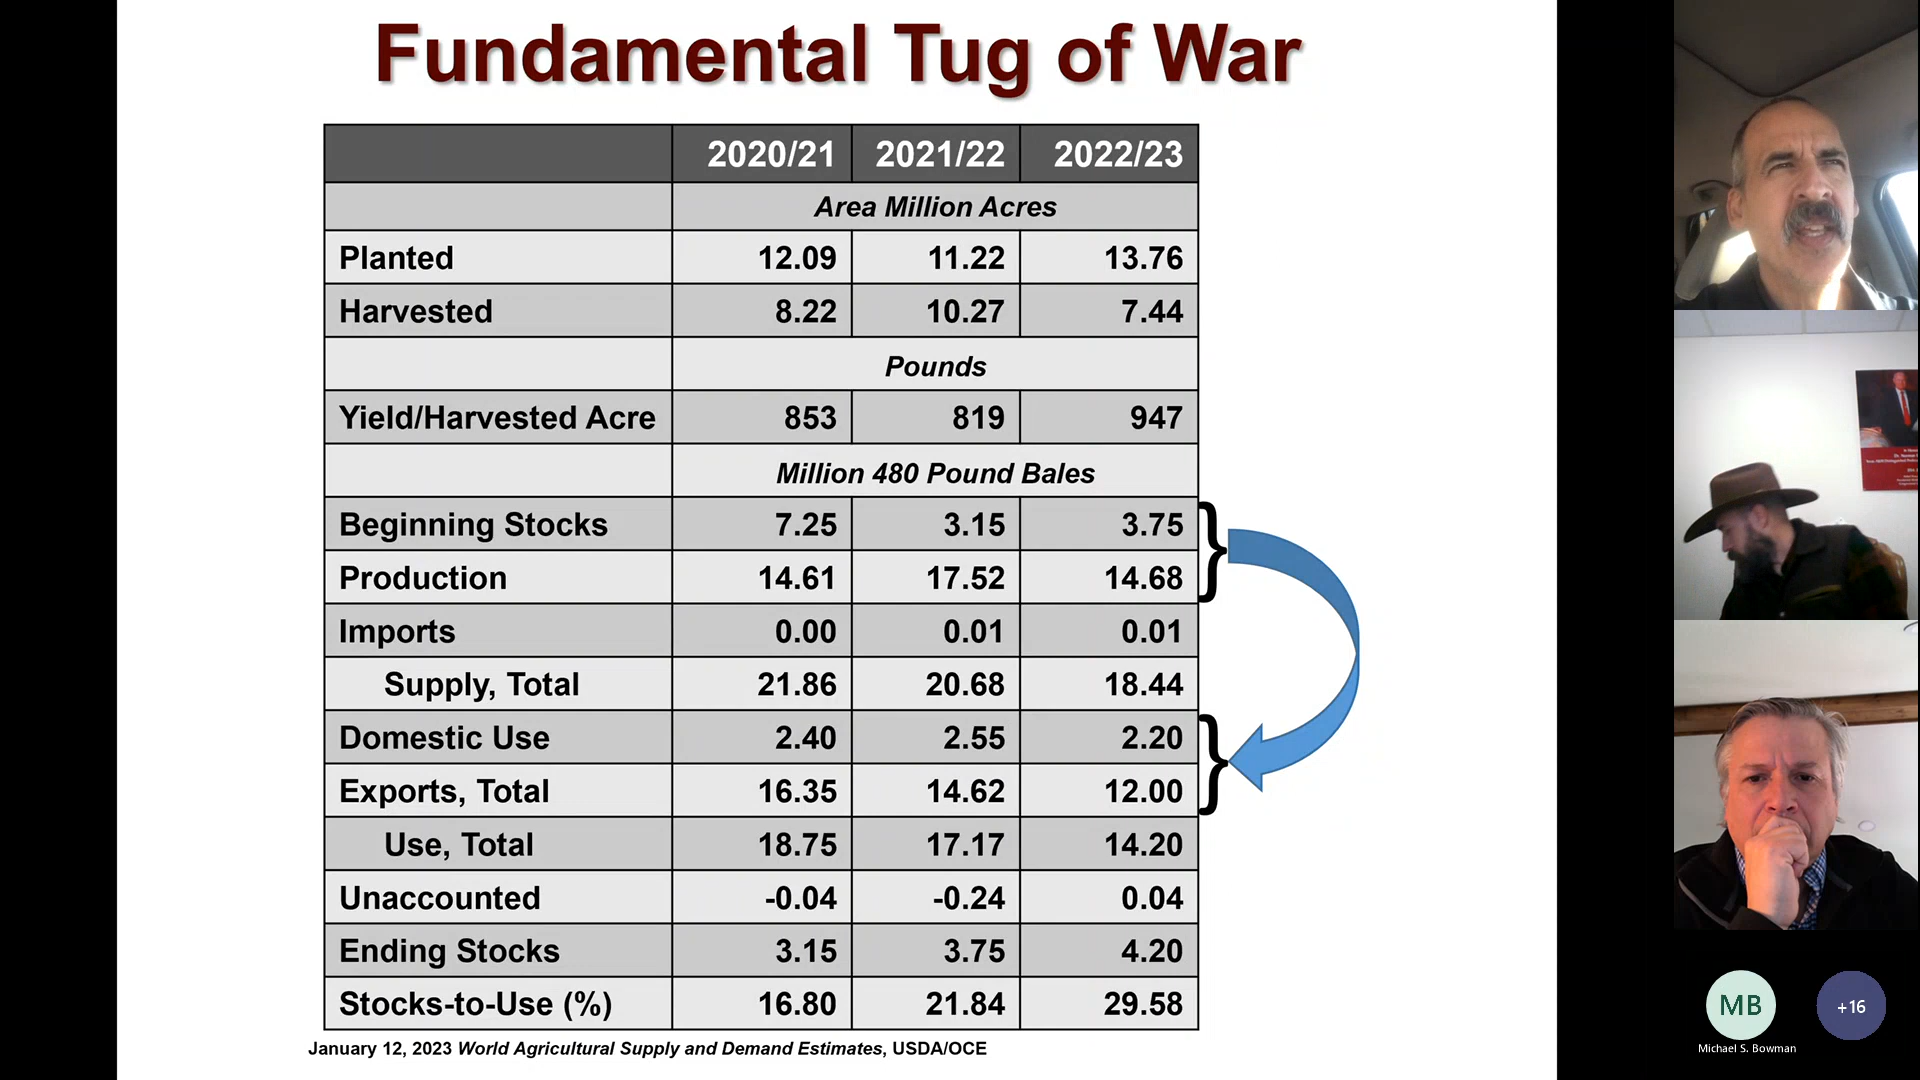 Fundamental Tug of War
2020/21 2021/22 2022/23
Area Million Acres
Planted 12.09 11.22 13.76
Harvested 8.22 10.27 7.44
Pounds
Yield/Harvested Acre 853 819 947
Million 480 Pound Bales
Beginning Stocks 7.25 3.15 3.75
Production 14.61 17.52 14.68
Imports 0.00 0.01 0.01
Supply, Total 21.86 20.68 18.44
Domestic Use 2.40 2.55 2.20
Exports, Total 16.35 14.62 12.00
Use, Total 18.75 17.17 14.20
Unaccounted -0.04 -0.24 0.04
Ending Stocks 3.15 3.75 4.20
Stocks-to-Use (%) 16.80 21.84 29.58
January 12, 2023 World Agricultural Supply and Demand Estimates, USDA/OCE
MB
+16
Michael S. Bowman